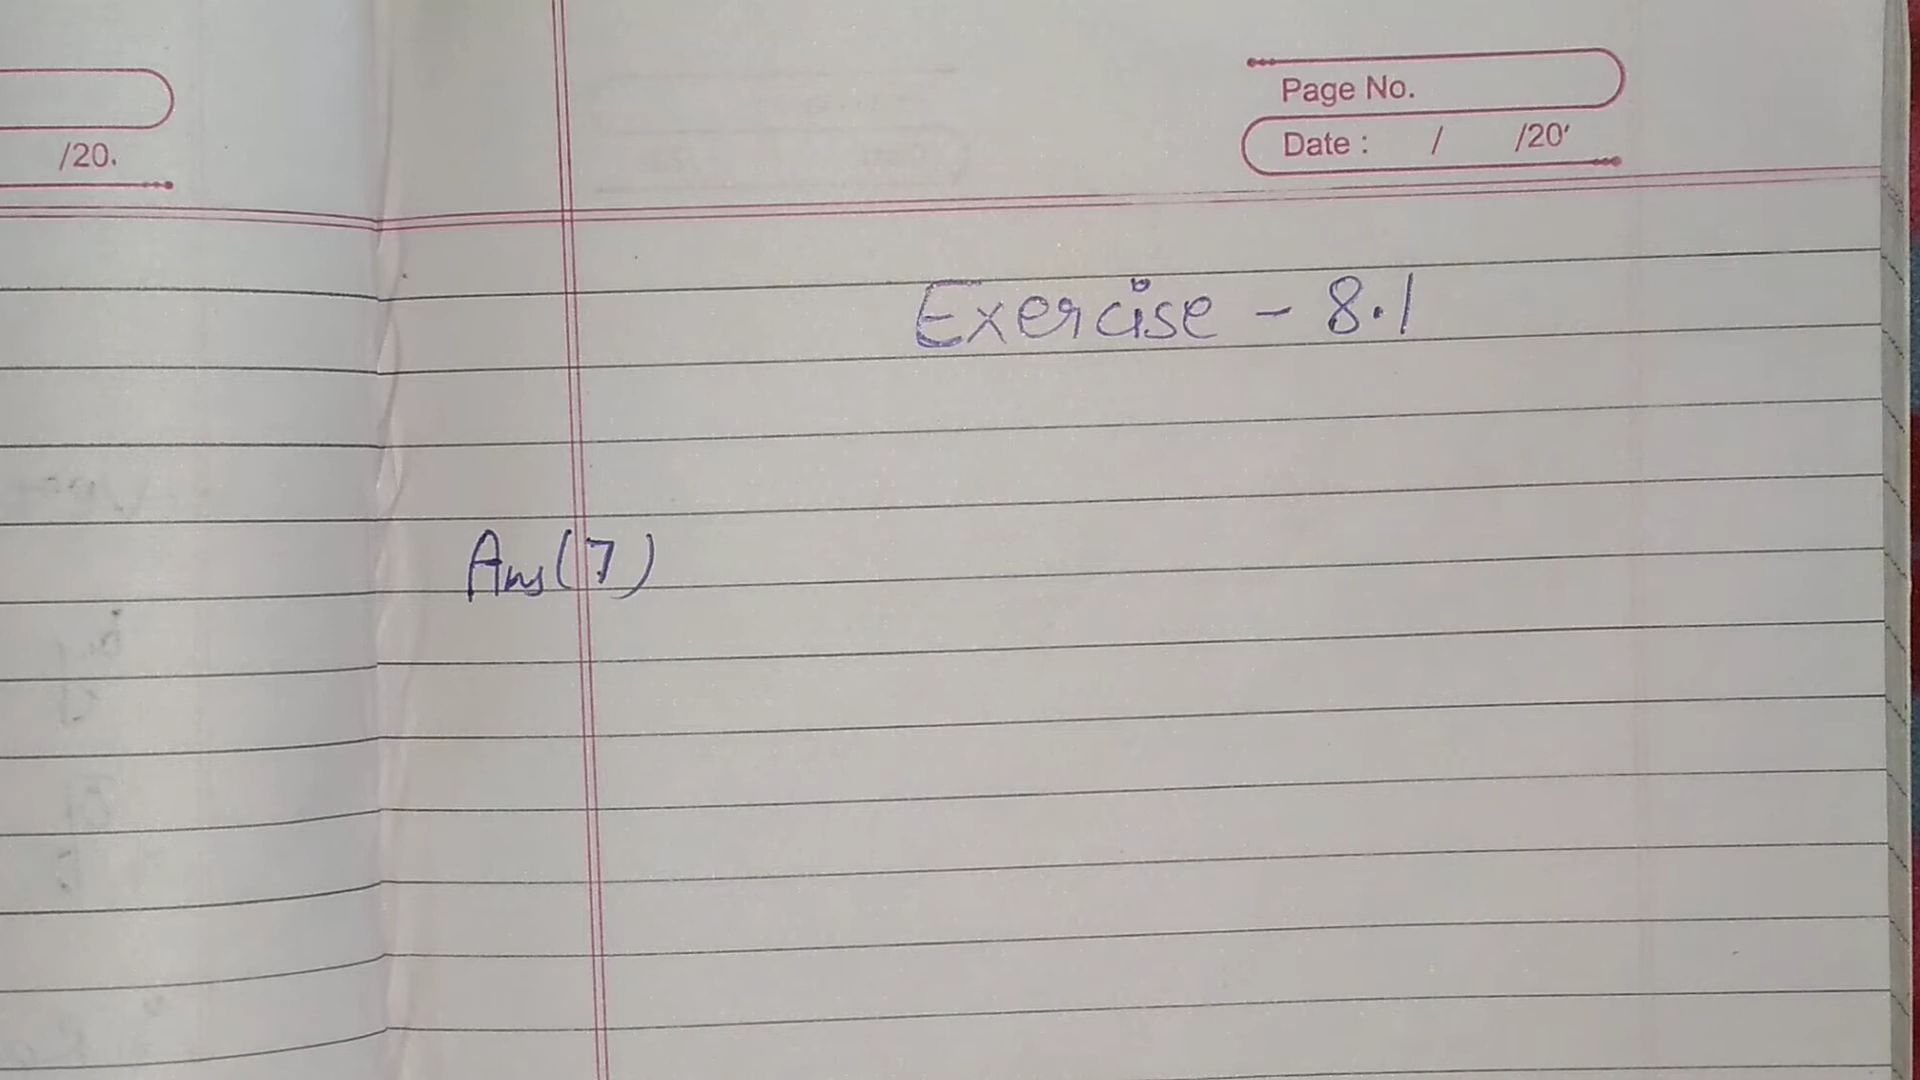 /20.
Page No.
Date : / /20
Exercise - 8.1
Ans(7)